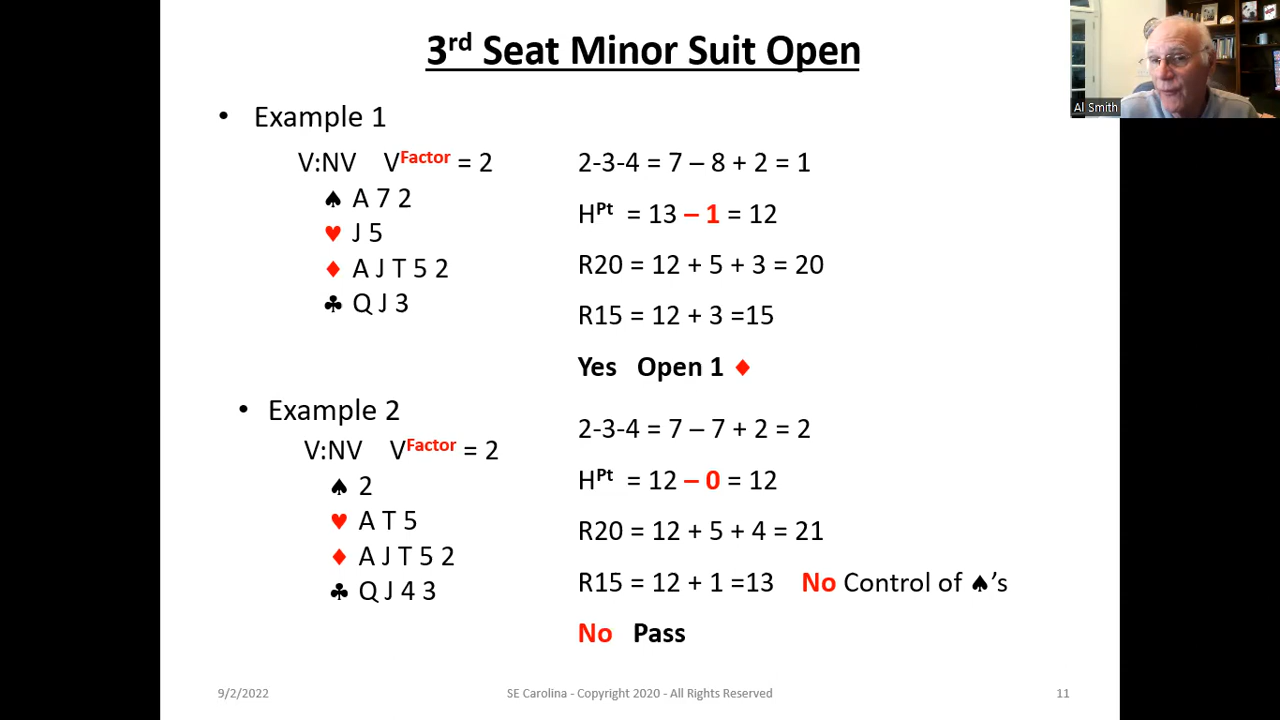 3rd Seat Minor Suit Open
Al Smith
• Example 1
V:NV VFactor = 2
♠ A 7 2
♥ J 5
♦ A J T 5 2
♣ Q J 3
2-3-4 = 7 – 8 + 2 = 1
HPt = 13 – 1 = 12
R20 = 12 + 5 + 3 = 20
R15 = 12 + 3 =15
Yes Open 1 ♦
• Example 2
V:NV VFactor = 2
♠ 2
♥ A T 5
♦ A J T 5 2
♣ Q J 4 3
2-3-4 = 7 – 7 + 2 = 2
HPt = 12 – 0 = 12
R20 = 12 + 5 + 4 = 21
R15 = 12 + 1 =13 No Control of ♠'s
No Pass
9/2/2022 SE Carolina - Copyright 2020 - All Rights Reserved 11